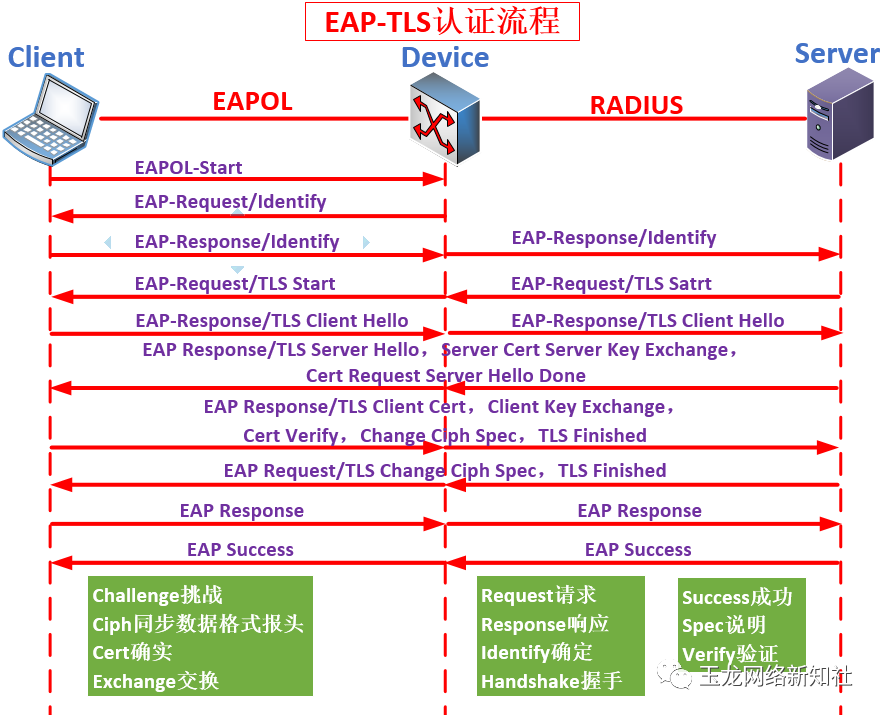 EAP-TLS认证流程
Client
Device
Server
EAPOL
RADIUS
EAPOL-Start
EAP-Request/Identify
EAP-Response/Identify
EAP-Response/Identify
EAP-Request/TLS Start
EAP-Request/TLS Satrt
EAP-Response/TLS Client Hello
EAP-Response/TLS Client Hello
EAP Response/TLS Server Hello，Server Cert Server Key Exchange，
Cert Request Server Hello Done
EAP Response/TLS Client Cert，Client Key Exchange，
Cert Verify，Change Ciph Spec，TLS Finished
EAP Request/TLS Change Ciph Spec，TLS Finished
EAP Response
EAP Response
EAP Success
EAP Success
Challenge挑战
Ciph同步数据格式报头
Cert确实
Exchange交换
Request请求
Response响应
Identify确定
Handshake握手
Success成功
Spec说明
Verify验证
玉龙网络新知社